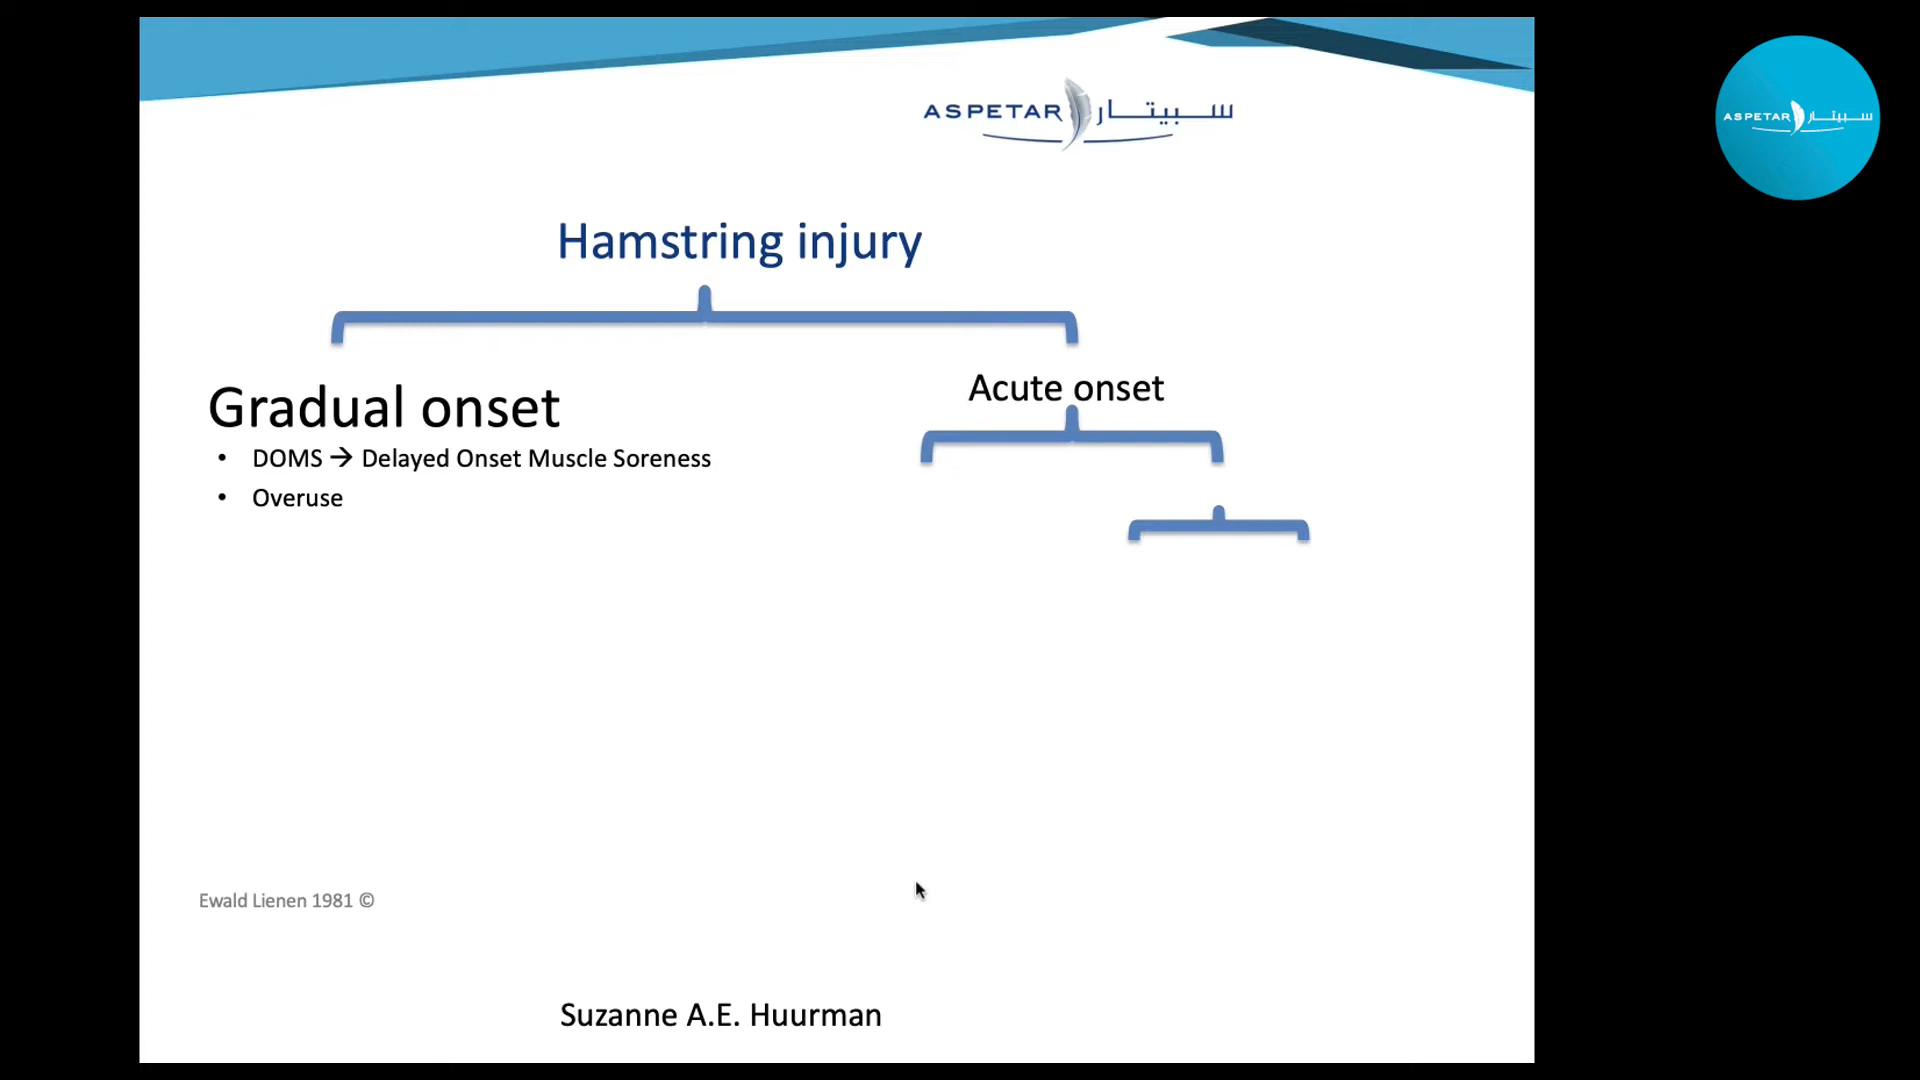 ASPETAR سبيتار
ASPETAR سبيتار
Hamstring injury
Gradual onset
Acute onset
• DOMS → Delayed Onset Muscle Soreness
• Overuse
Ewald Lienen 1981 ©
Suzanne A.E. Huurman